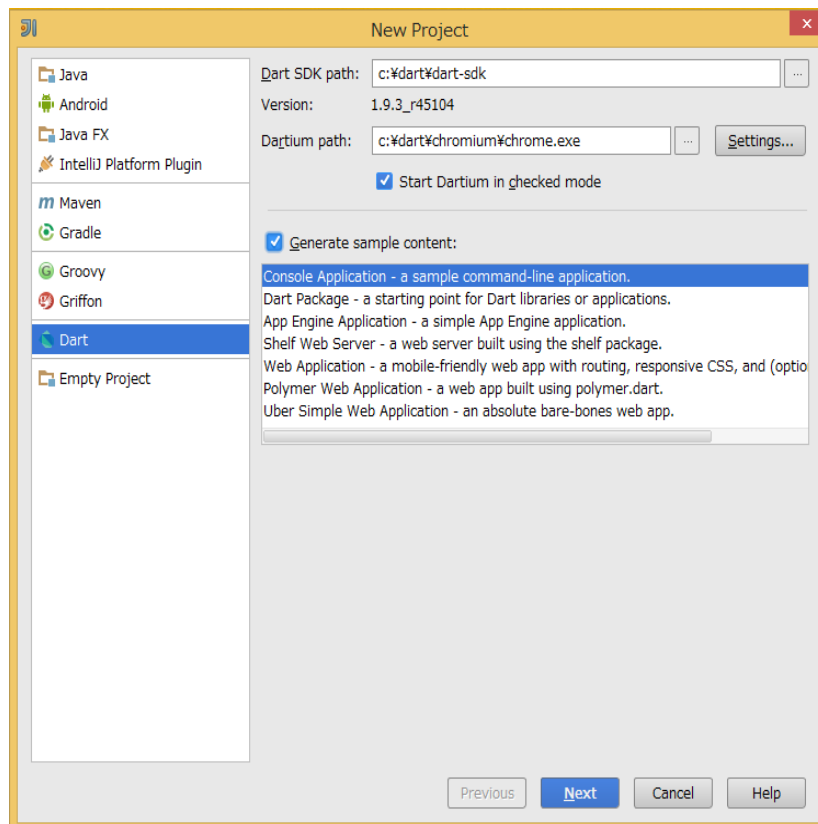 New Project
Java
Android
Java FX
IntelliJ Platform Plugin
Maven
Gradle
Groovy
Griffon
Dart
Empty Project
Dart SDK path: c:¥dart¥dart-sdk ...
Version: 1.9.3_r45104
Dartium path: c:¥dart¥chromium¥chrome.exe ... Settings...
Start Dartium in checked mode
Generate sample content:
Console Application - a sample command-line application.
Dart Package - a starting point for Dart libraries or applications.
App Engine Application - a simple App Engine application.
Shelf Web Server - a web server built using the shelf package.
Web Application - a mobile-friendly web app with routing, responsive CSS, and (optio
Polymer Web Application - a web app built using polymer.dart.
Uber Simple Web Application - an absolute bare-bones web app.
Previous Next Cancel Help